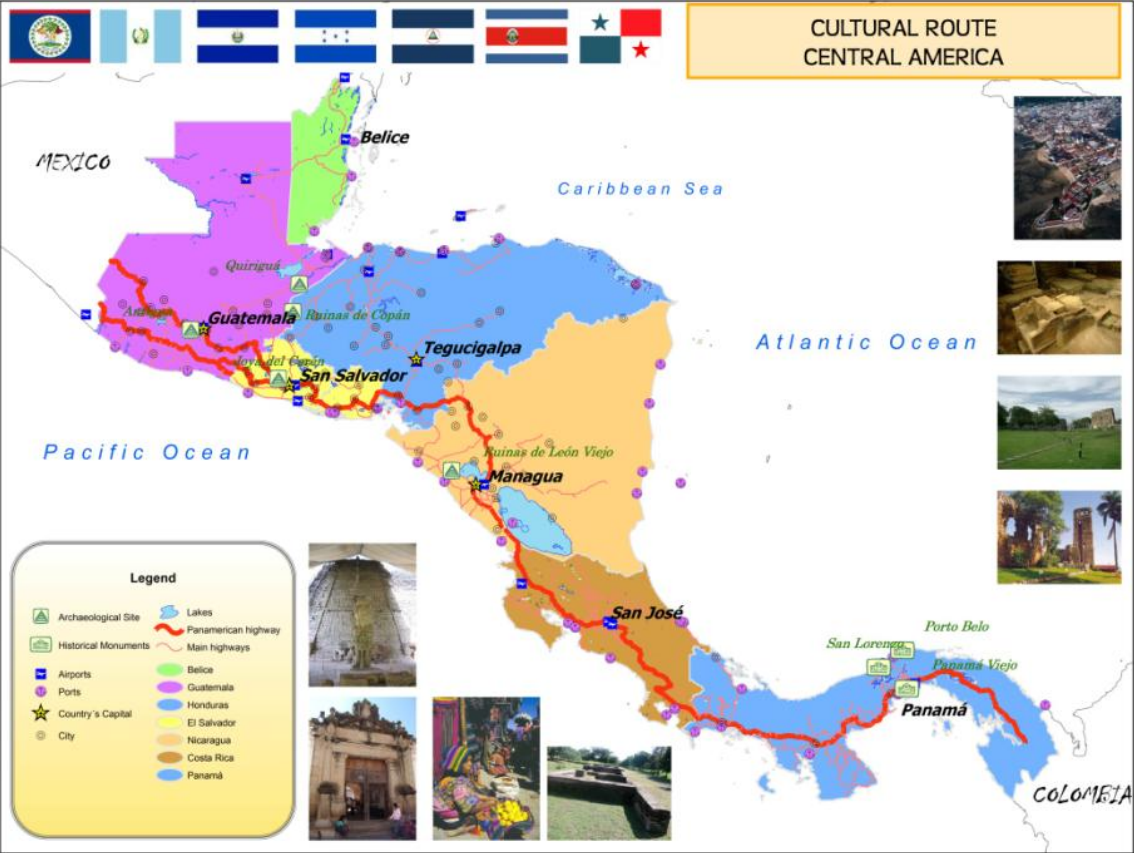 CULTURAL ROUTE
CENTRAL AMERICA
MEXICO
Belice
Caribbean Sea
Quiriguá
Guatemala
Ruinas de Copán
Tegucigalpa
Atlantic Ocean
San Salvador
Pacific Ocean
Ruinas de León Viejo
Managua
San José
San Lorenzo
Porto Belo
Panamá Viejo
Panamá
COLOMBIA
Legend
Archaeological Site
Historical Monuments
Airports
Ports
Country´s Capital
City
Lakes
Panamerican highway
Main highways
Belice
Guatemala
Honduras
El Salvador
Nicaragua
Costa Rica
Panamá